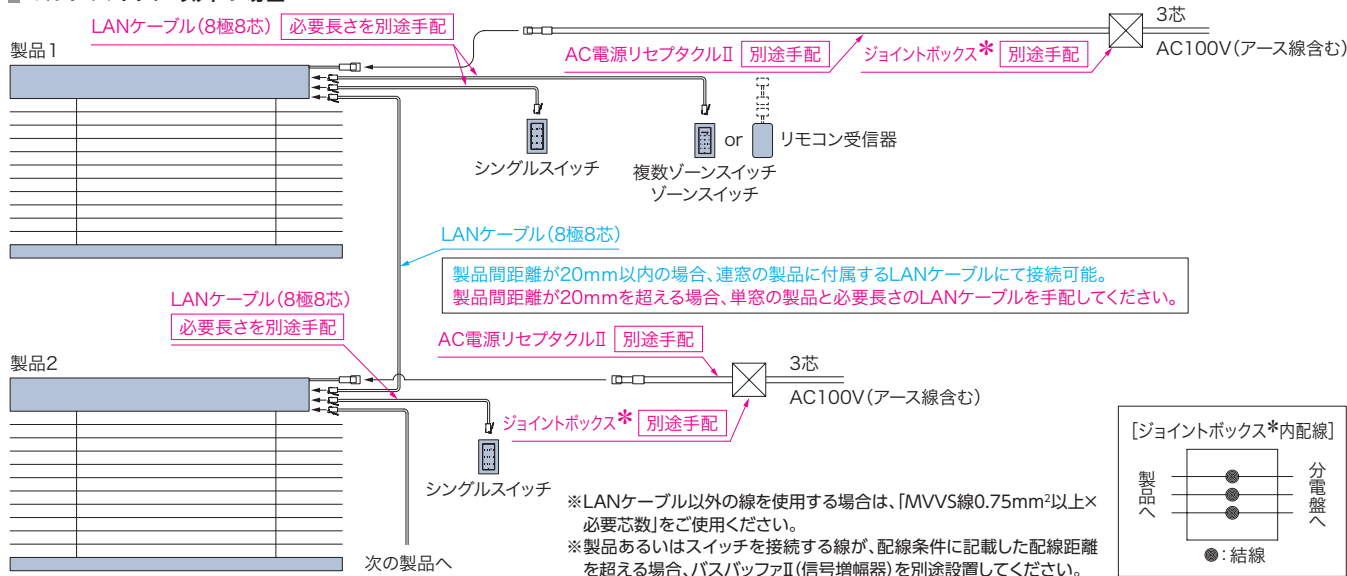 LANケーブル（8極8芯） 必要長さを別途手配
3芯
製品1
AC電源リセプタクルⅡ 別途手配
ジョイントボックス＊ 別途手配
AC100V（アース線含む）
シングルスイッチ
or
リモコン受信器
複数ゾーンスイッチ
ゾーンスイッチ
LANケーブル（8極8芯）
製品間距離が20mm以内の場合、連窓の製品に付属するLANケーブルにて接続可能。
製品間距離が20mmを超える場合、単窓の製品と必要長さのLANケーブルを手配してください。
LANケーブル（8極8芯）
必要長さを別途手配
AC電源リセプタクルⅡ 別途手配
製品2
3芯
AC100V（アース線含む）
ジョイントボックス＊ 別途手配
シングルスイッチ
次の製品へ
※LANケーブル以外の線を使用する場合は、「MVVS線0.75mm²以上×
必要芯数」をご使用ください。
※製品あるいはスイッチを接続する線が、配線条件に記載した配線距離
を超える場合、バスバッファⅡ（信号増幅器）を別途設置してください。
［ジョイントボックス＊内配線］
製品へ
分電盤へ
：結線